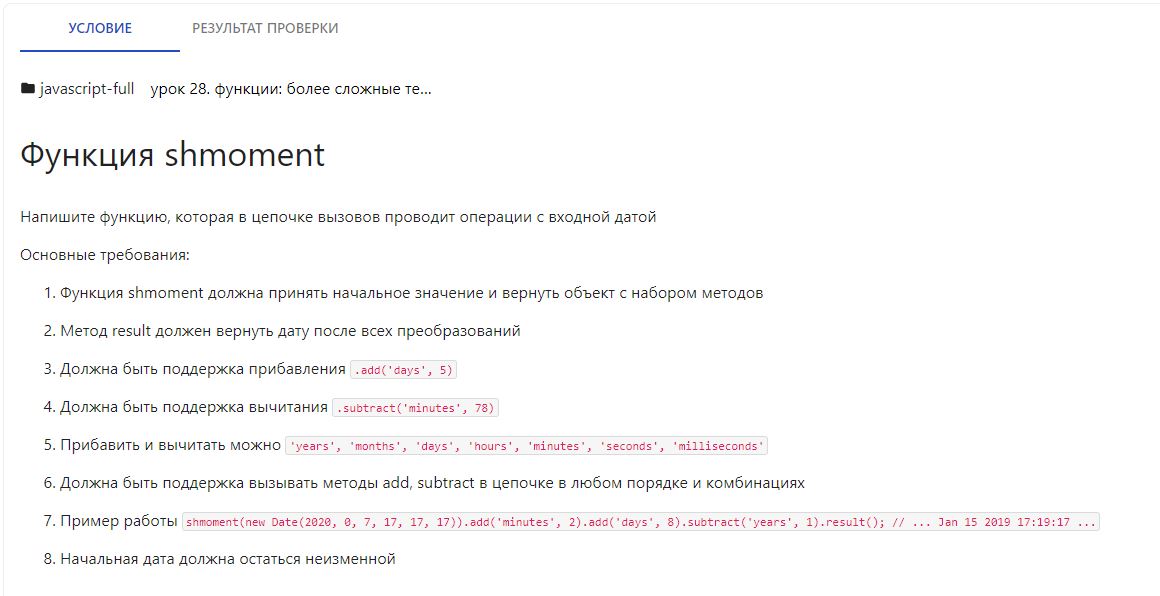 УСЛОВИЕ РЕЗУЛЬТАТ ПРОВЕРКИ
javascript-full урок 28. функции: более сложные те...
Функция shmoment
Напишите функцию, которая в цепочке вызовов проводит операции с входной датой
Основные требования:
1. Функция shmoment должна принять начальное значение и вернуть объект с набором методов
2. Метод result должен вернуть дату после всех преобразований
3. Должна быть поддержка прибавления .add('days', 5)
4. Должна быть поддержка вычитания .subtract('minutes', 78)
5. Прибавить и вычитать можно 'years', 'months', 'days', 'hours', 'minutes', 'seconds', 'milliseconds'
6. Должна быть поддержка вызывать методы add, subtract в цепочке в любом порядке и комбинациях
7. Пример работы shmoment(new Date(2020, 0, 7, 17, 17, 17)).add('minutes', 2).add('days', 8).subtract('years', 1).result(); // ... Jan 15 2019 17:19:17 ...
8. Начальная дата должна остаться неизменной